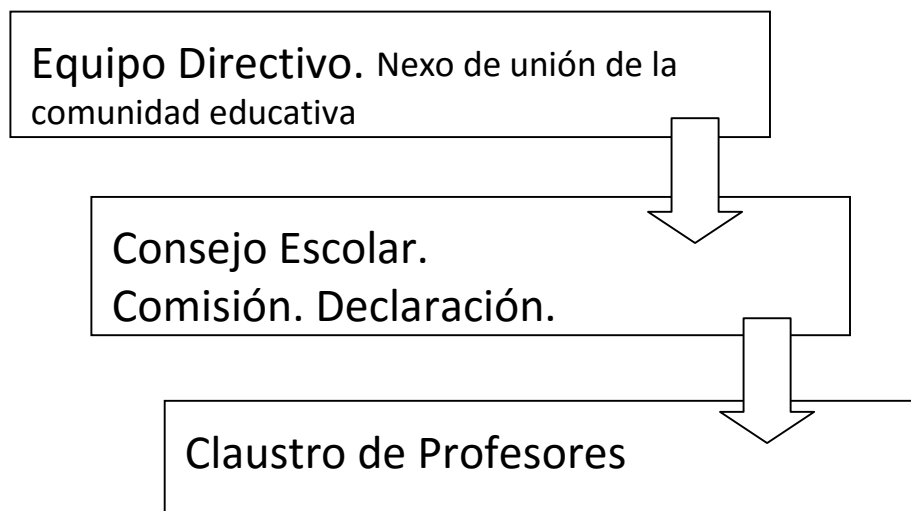 Equipo Directivo. Nexo de unión de la
comunidad educativa
Consejo Escolar.
Comisión. Declaración.
Claustro de Profesores